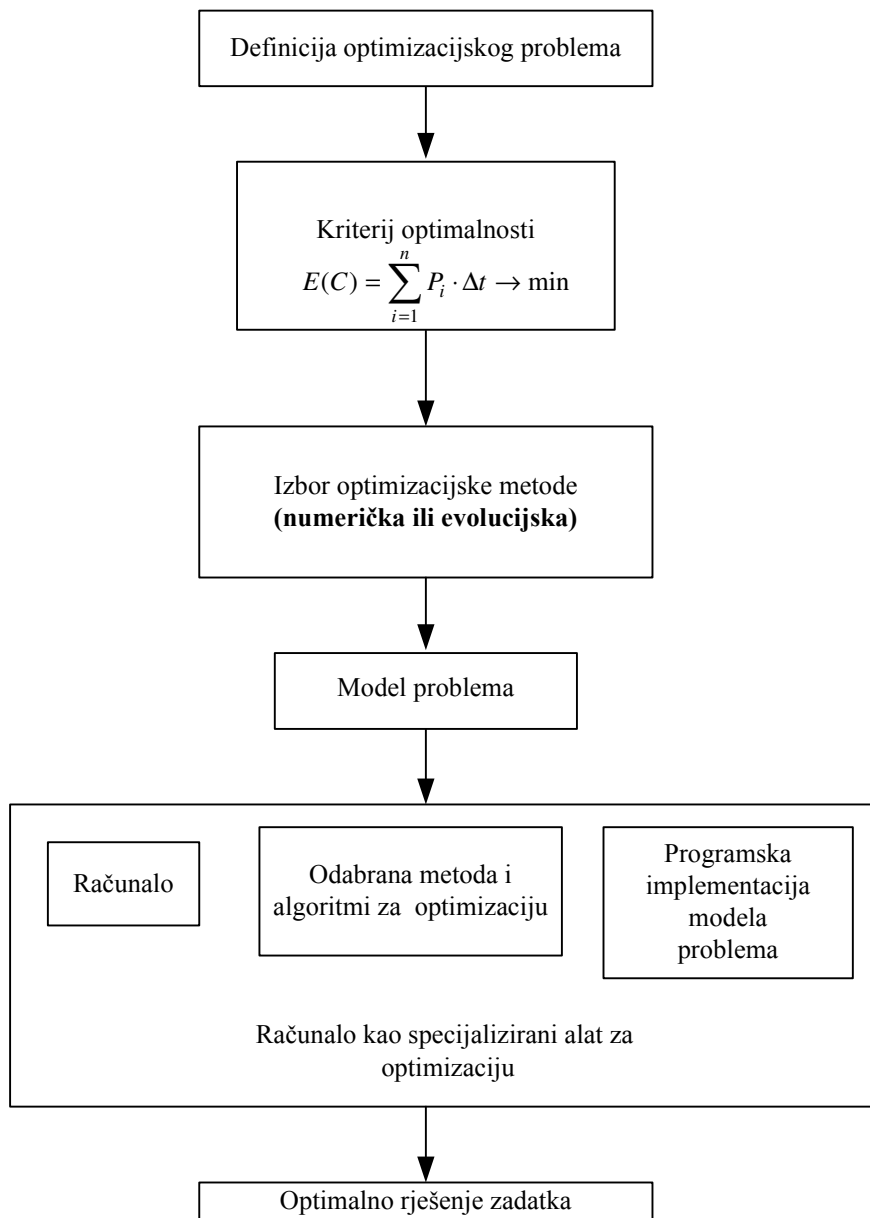 Definicija optimizacijskog problema
Kriterij optimalnosti
E(C) = \sum_{i=1}^{n} P_i · Δt → min
Izbor optimizacijske metode
(numerička ili evolucijska)
Model problema
Računalo
Odabrana metoda i
algoritmi za optimizaciju
Programska
implementacija
modela
problema
Računalo kao specijalizirani alat za
optimizaciju
Optimalno rješenje zadatka